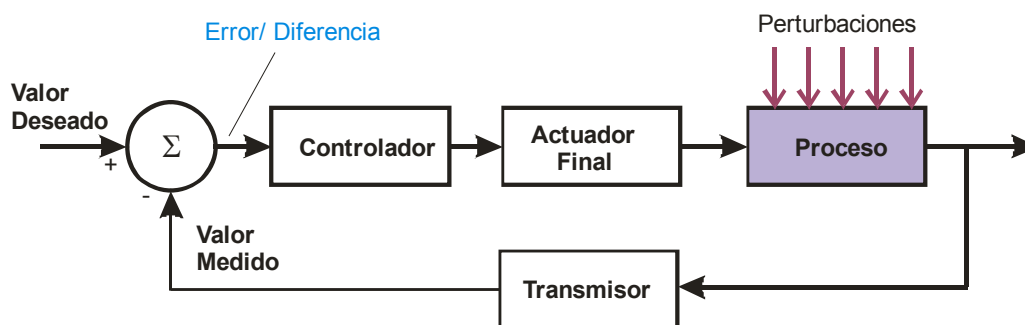 Error/ Diferencia
Perturbaciones
Valor
Deseado
Σ
+
-
Controlador
Actuador
Final
Proceso
Valor
Medido
Transmisor